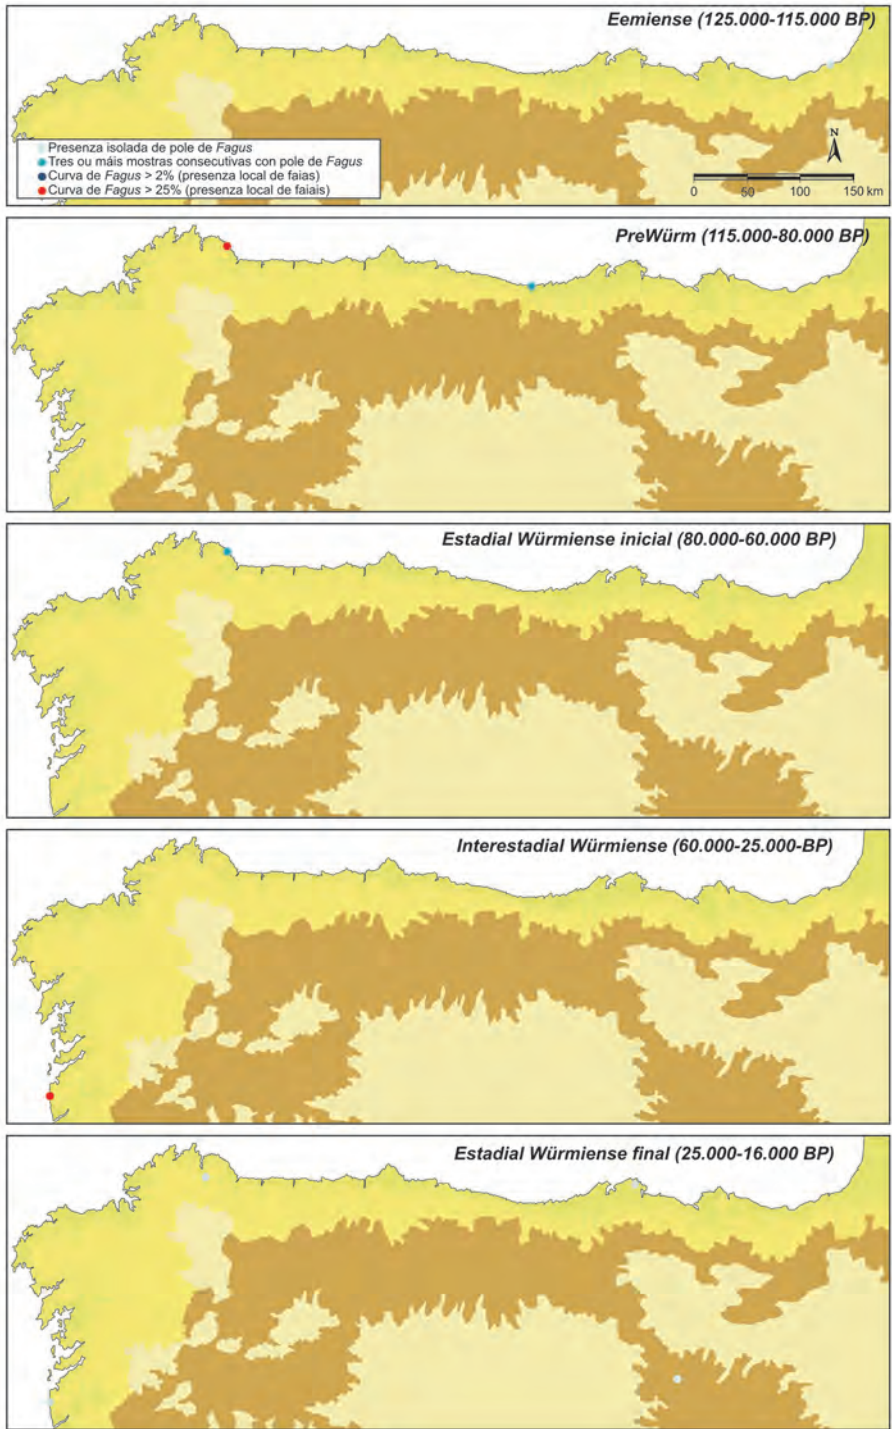 Eemiense (125.000-115.000 BP)
Presenza isolada de pole de Fagus
Tres ou máis mostras consecutivas con pole de Fagus
Curva de Fagus > 2% (presenza local de faias)
Curva de Fagus > 25% (presenza local de faiais)
N
0 50 100 150 km
PreWürm (115.000-80.000 BP)
Estadial Würmiense inicial (80.000-60.000 BP)
Interestadial Würmiense (60.000-25.000-BP)
Estadial Würmiense final (25.000-16.000 BP)